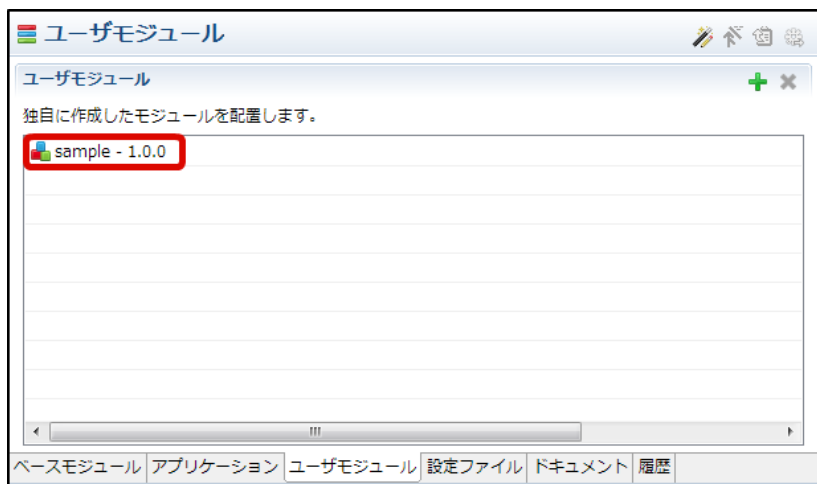 ユーザモジュール
ユーザモジュール
独自に作成したモジュールを配置します。
sample - 1.0.0
ベースモジュール アプリケーション ユーザモジュール 設定ファイル ドキュメント 履歴